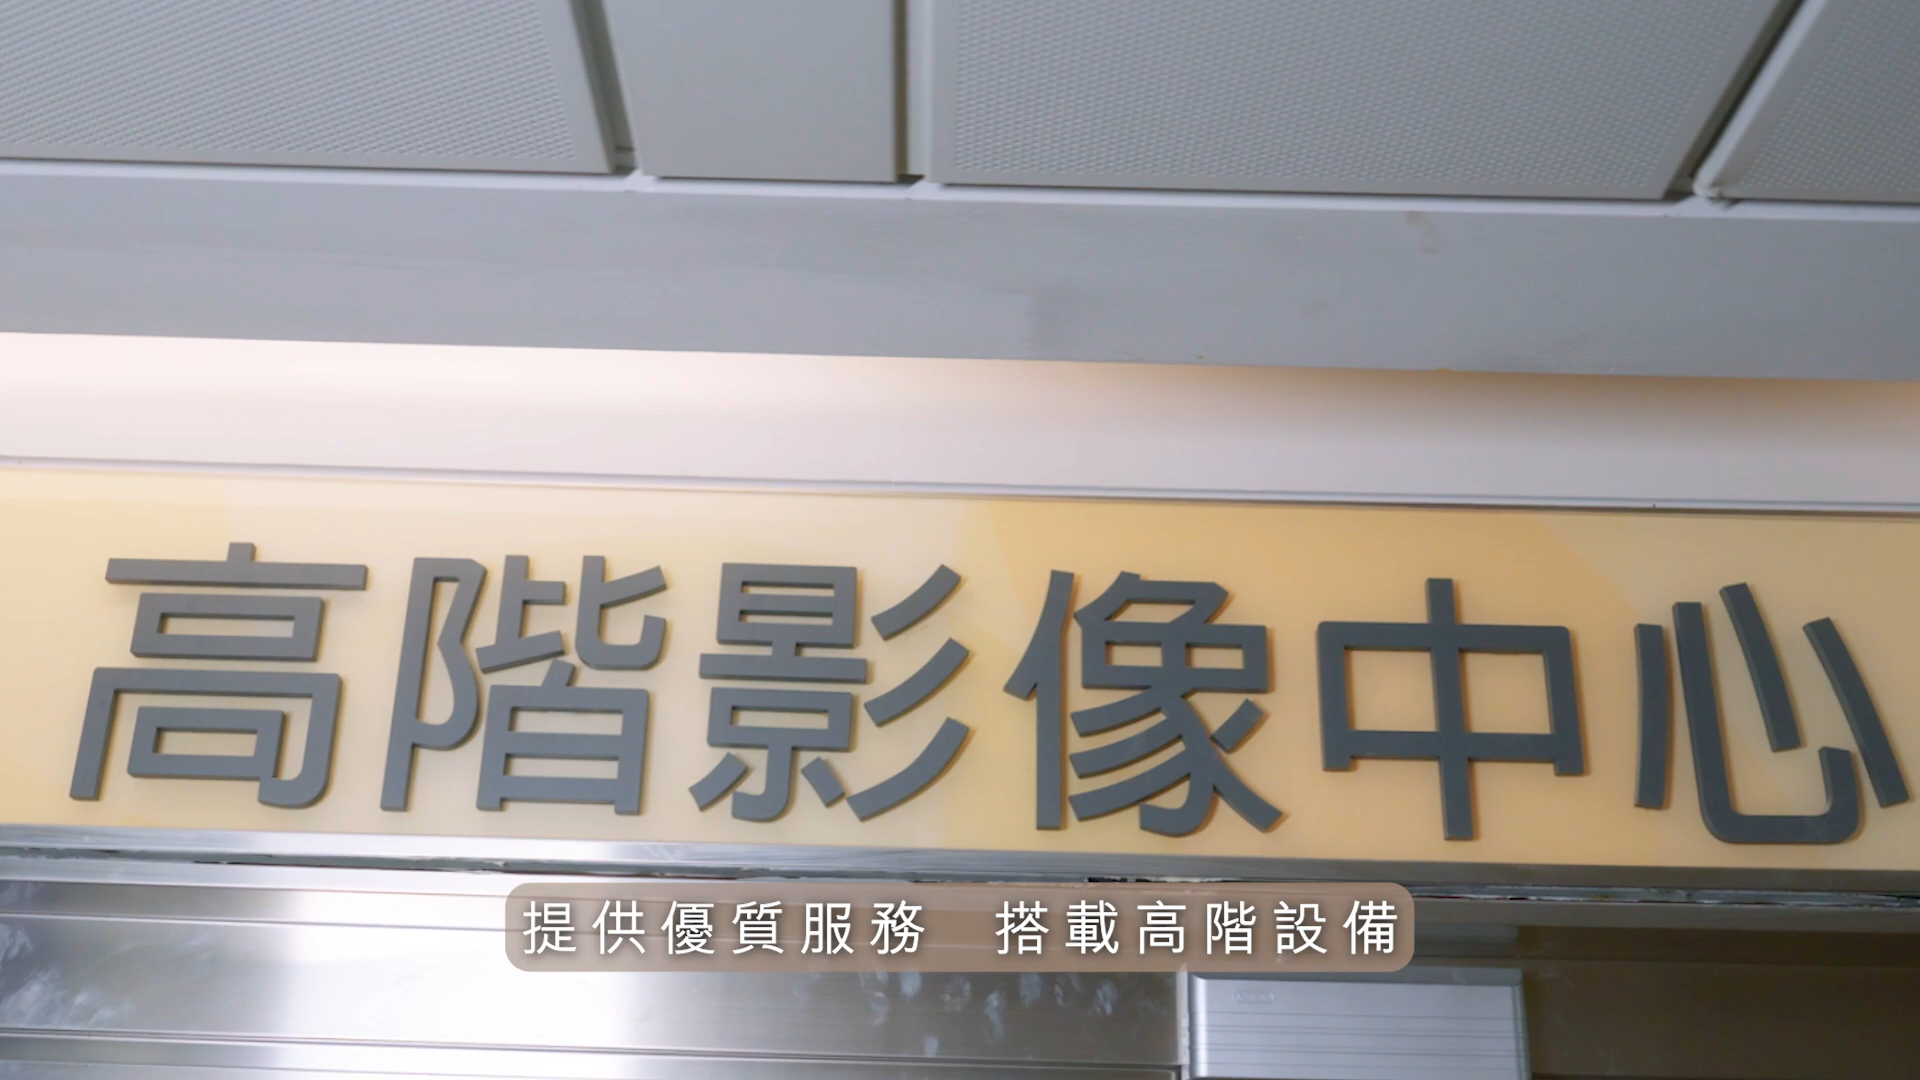 高階影像中心
提供優質服務　搭載高階設備